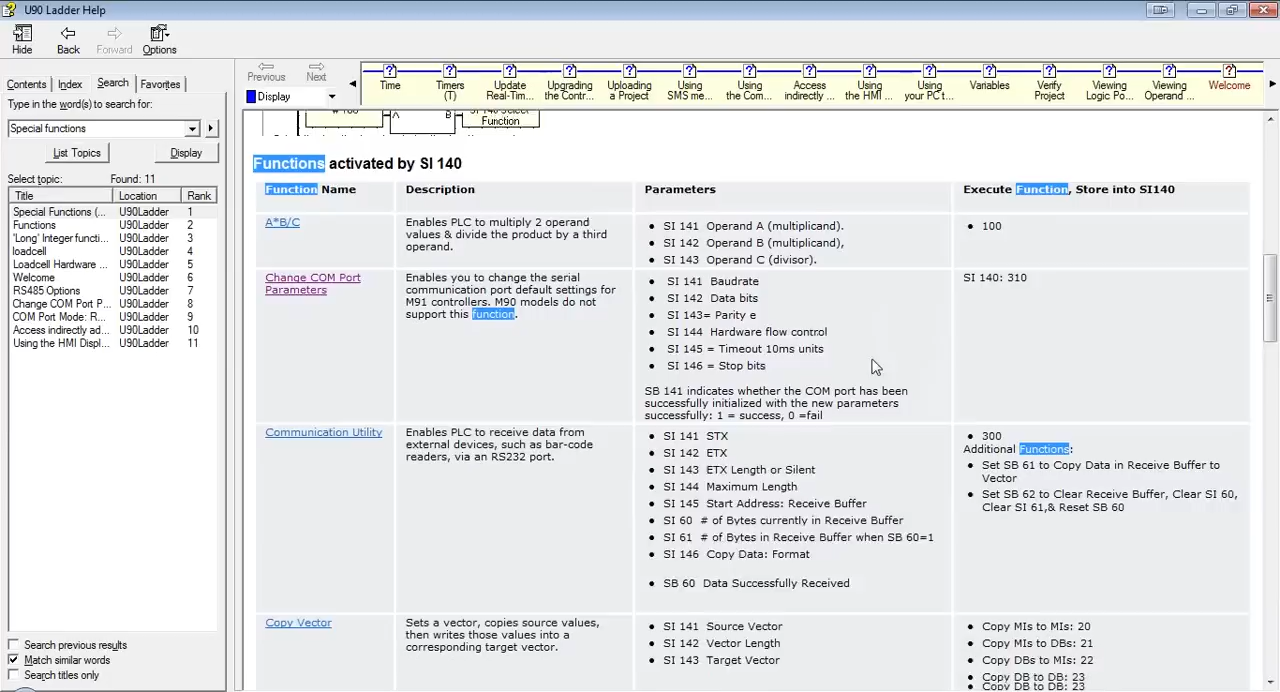 U90 Ladder Help
Hide
Back
Forward
Options
Contents
Index
Search
Favorites
Type in the word(s) to search for:
Special functions
List Topics
Display
Select topic:
Found: 11
Title Location Rank
Special Functions (... U90Ladder 1
Functions U90Ladder 2
'Long' Integer functi... U90Ladder 3
loadcell U90Ladder 4
Loadcell Hardware ... U90Ladder 5
Welcome U90Ladder 6
RS485 Options U90Ladder 7
Change COM Port P... U90Ladder 8
COM Port Mode: R... U90Ladder 9
Access indirectly ad... U90Ladder 10
Using the HMI Displ... U90Ladder 11
Search previous results
Match similar words
Search titles only
Previous
Next
Display
Time
Timers
(T)
Update
Real-Tim...
Upgrading
the Contr...
Uploading
a Project
Using
SMS me...
Using
the Com...
Access
indirectly ...
Using
the HMI ...
Using
your PC t...
Variables
Verify
Project
Viewing
Logic Po...
Viewing
Operand ...
Welcome
A
B
Function
Functions activated by SI 140
Function Name
Description
Parameters
Execute Function, Store into SI140
A*B/C
Enables PLC to multiply 2 operand
values & divide the product by a third
operand.
• SI 141 Operand A (multiplicand).
• SI 142 Operand B (multiplicand),
• SI 143 Operand C (divisor).
• 100
Change COM Port
Parameters
Enables you to change the serial
communication port default settings for
M91 controllers. M90 models do not
support this function.
• SI 141 Baudrate
• SI 142 Data bits
• SI 143= Parity e
• SI 144 Hardware flow control
• SI 145 = Timeout 10ms units
• SI 146 = Stop bits
SB 141 indicates whether the COM port has been
successfully initialized with the new parameters
successfully: 1 = success, 0 =fail
SI 140: 310
Communication Utility
Enables PLC to receive data from
external devices, such as bar-code
readers, via an RS232 port.
• SI 141 STX
• SI 142 ETX
• SI 143 ETX Length or Silent
• SI 144 Maximum Length
• SI 145 Start Address: Receive Buffer
• SI 60 # of Bytes currently in Receive Buffer
• SI 61 # of Bytes in Receive Buffer when SB 60=1
• SI 146 Copy Data: Format
• SB 60 Data Successfully Received
• 300
Additional Functions:
• Set SB 61 to Copy Data in Receive Buffer to
Vector
• Set SB 62 to Clear Receive Buffer, Clear SI 60,
Clear SI 61,& Reset SB 60
Copy Vector
Sets a vector, copies source values,
then writes those values into a
corresponding target vector.
• SI 141 Source Vector
• SI 142 Vector Length
• SI 143 Target Vector
• Copy MIs to MIs: 20
• Copy MIs to DBs: 21
• Copy DBs to MIs: 22
• Copy DB to DB: 23
• Copy DB to DB: 23